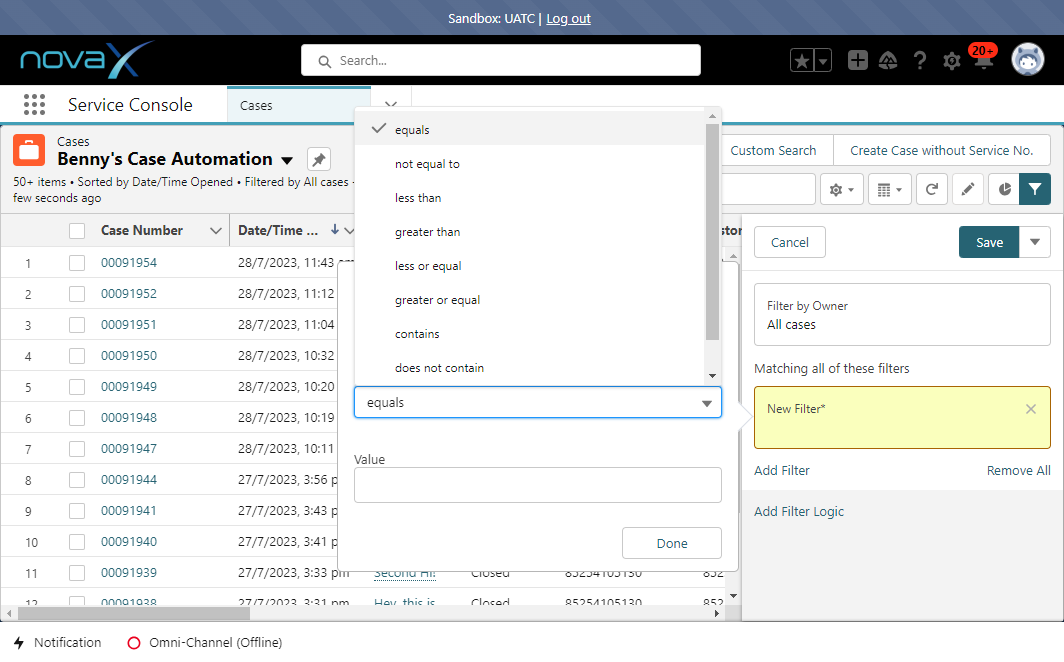 Sandbox: UATC | Log out
novaX
Search...
20+
Service Console
Cases
Cases
Benny's Case Automation
50+ items • Sorted by Date/Time Opened • Filtered by All cases
few seconds ago
Custom Search
Create Case without Service No.
Case Number
Date/Time ...
1 00091954 28/7/2023, 11:43
2 00091952 28/7/2023, 11:12
3 00091951 28/7/2023, 11:04
4 00091950 28/7/2023, 10:32
5 00091949 28/7/2023, 10:20
6 00091948 28/7/2023, 10:19
7 00091947 28/7/2023, 10:11
8 00091944 27/7/2023, 3:56 p
9 00091941 27/7/2023, 3:43 p
10 00091940 27/7/2023, 3:41 p
11 00091939 27/7/2023, 3:33 pm Second Hi! Closed 85254105130 852
12 00091938 27/7/2023, 3:31 pm Hey, this is Closed 85254105130 852
equals
not equal to
less than
greater than
less or equal
greater or equal
contains
does not contain
equals
Value
Done
Cancel
Save
Filter by Owner
All cases
Matching all of these filters
New Filter*
Add Filter
Remove All
Add Filter Logic
Notification
Omni-Channel (Offline)